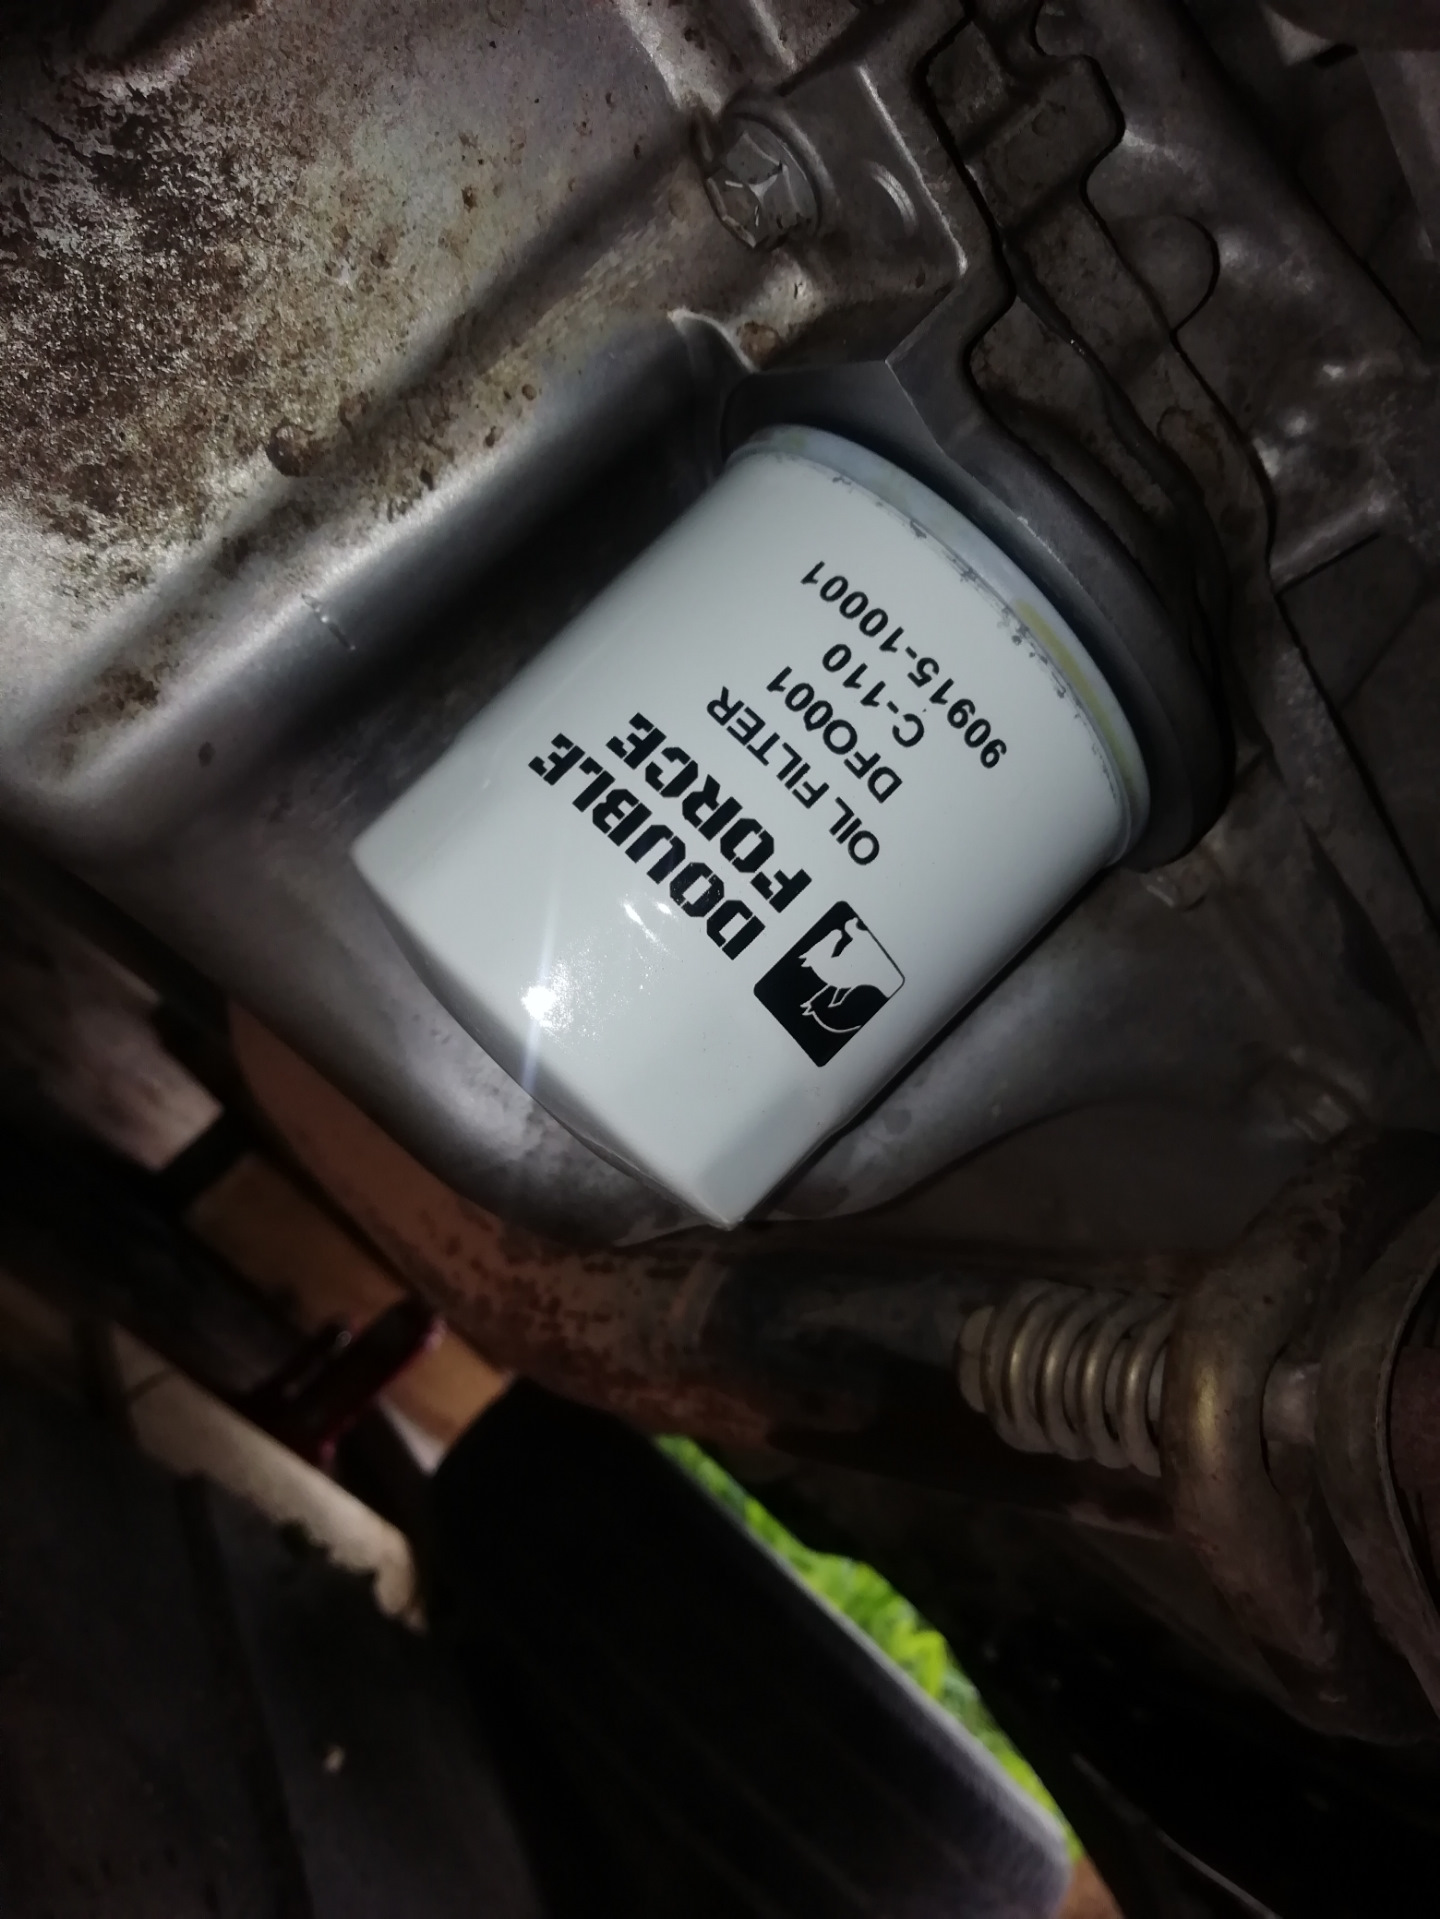 DOUBLE
FORCE
OIL FILTER
DFO001
C-110
90915-10001